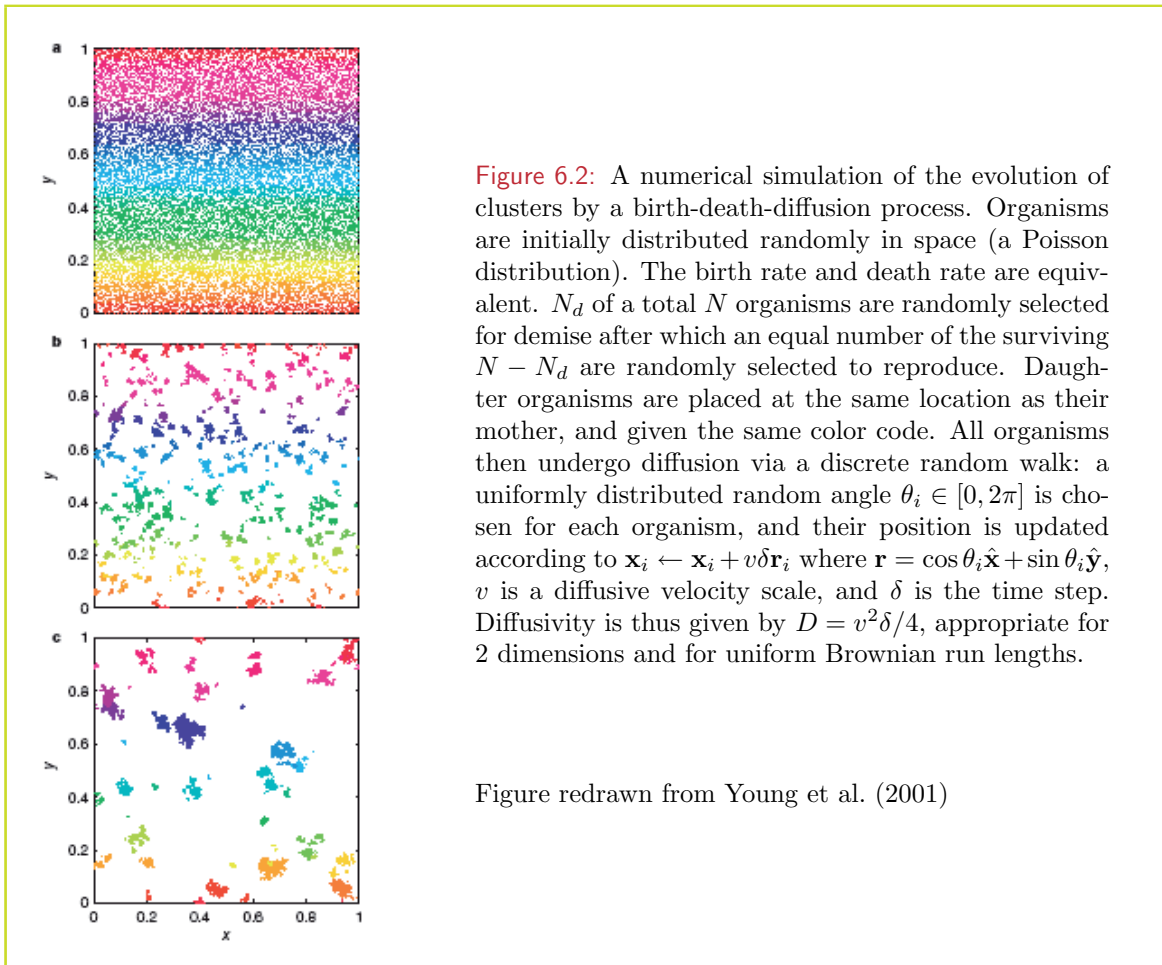 a
1
0.8
0.6
y
0.4
0.2
0
b
1
0.8
0.6
y
0.4
0.2
0
c
1
0.8
0.6
y
0.4
0.2
0
0
0.2
0.4
0.6
0.8
1
x
Figure 6.2: A numerical simulation of the evolution of
clusters by a birth-death-diffusion process. Organisms
are initially distributed randomly in space (a Poisson
distribution). The birth rate and death rate are equiv-
alent. N_d of a total N organisms are randomly selected
for demise after which an equal number of the surviving
N − N_d are randomly selected to reproduce. Daugh-
ter organisms are placed at the same location as their
mother, and given the same color code. All organisms
then undergo diffusion via a discrete random walk: a
uniformly distributed random angle θ_i ∈ [0, 2π] is cho-
sen for each organism, and their position is updated
according to x_i ← x_i + vδr_i where r = cos θ_i x̂ + sin θ_i ŷ,
v is a diffusive velocity scale, and δ is the time step.
Diffusivity is thus given by D = v²δ/4, appropriate for
2 dimensions and for uniform Brownian run lengths.
Figure redrawn from Young et al. (2001)